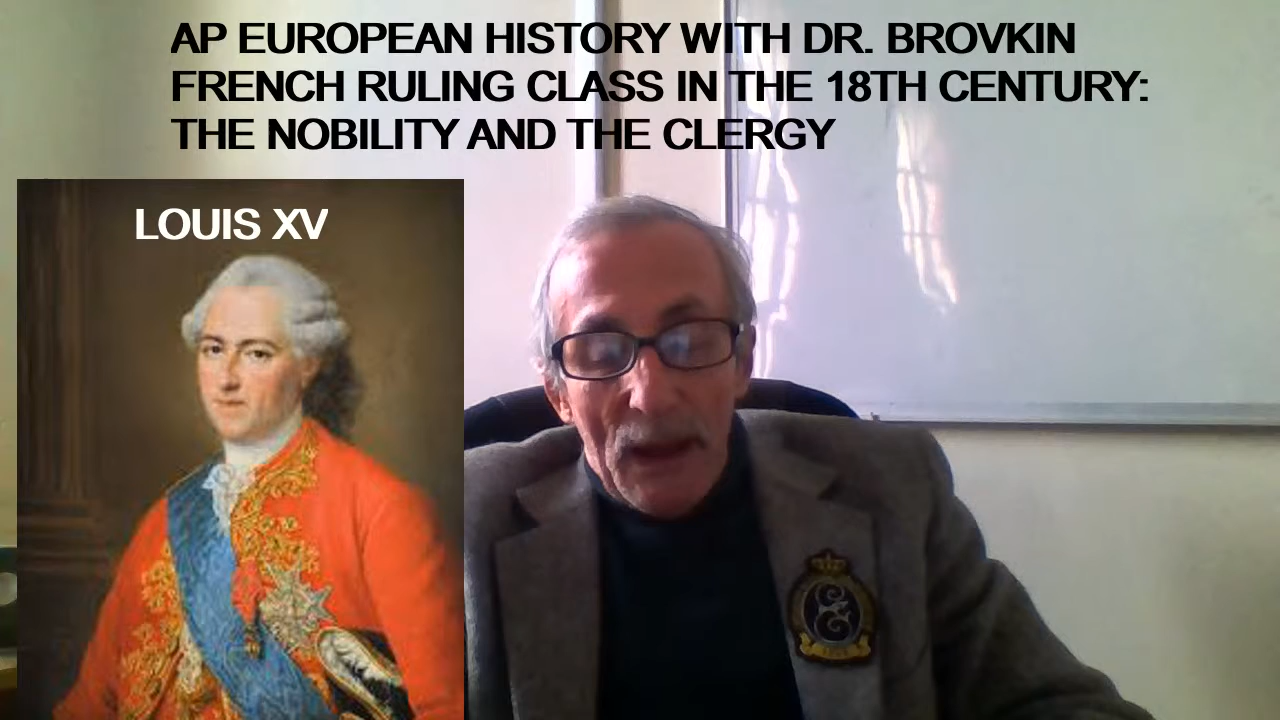 AP EUROPEAN HISTORY WITH DR. BROVKIN
FRENCH RULING CLASS IN THE 18TH CENTURY:
THE NOBILITY AND THE CLERGY
LOUIS XV